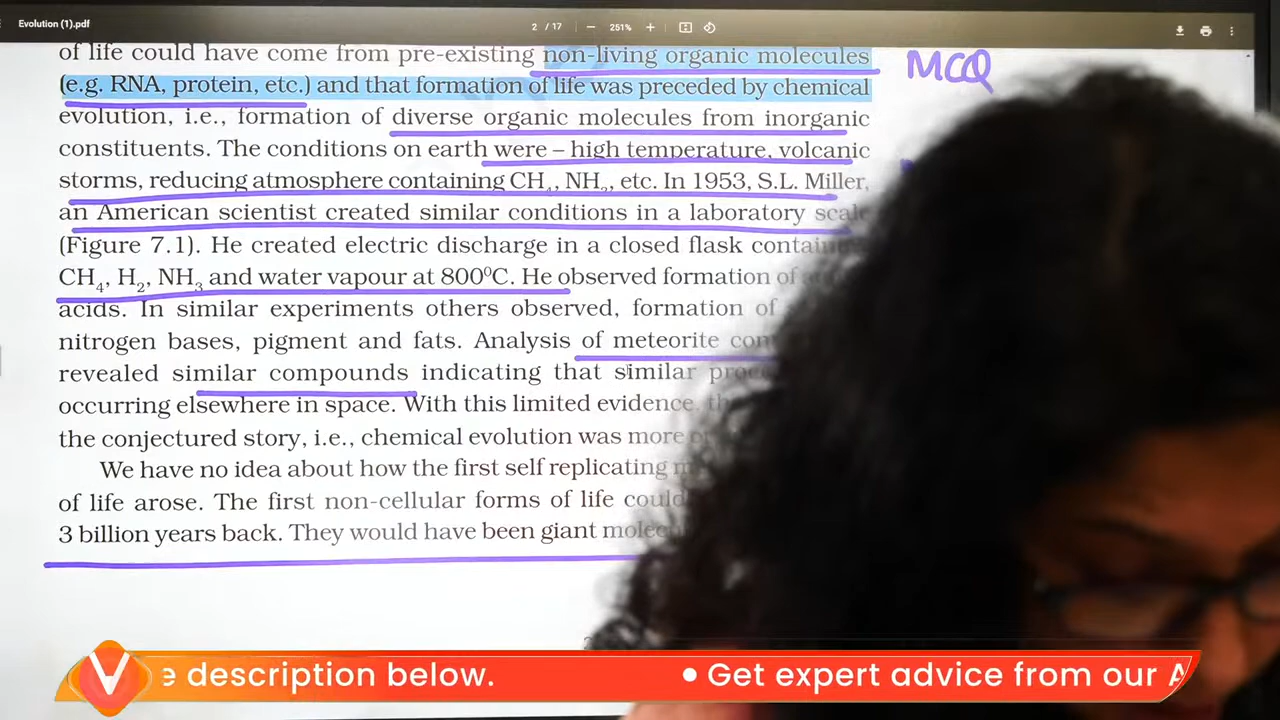 Evolution (1).pdf
2 / 17
251%
of life could have come from pre-existing non-living organic molecules
MCQ
(e.g. RNA, protein, etc.) and that formation of life was preceded by chemical
evolution, i.e., formation of diverse organic molecules from inorganic
constituents. The conditions on earth were – high temperature, volcanic
storms, reducing atmosphere containing CH₄, NH₃, etc. In 1953, S.L. Miller,
an American scientist created similar conditions in a laboratory scale
(Figure 7.1). He created electric discharge in a closed flask
CH₄, H₂, NH₃ and water vapour at 800⁰C. He observed formation of
acids. In similar experiments others observed, formation of
nitrogen bases, pigment and fats. Analysis of meteorite
revealed similar compounds indicating that similar
occurring elsewhere in space. With this limited evidence,
the conjectured story, i.e., chemical evolution was more
We have no idea about how the first self replicating
of life arose. The first non-cellular forms of life could
3 billion years back. They would have been giant
V
e description below.
• Get expert advice from our A